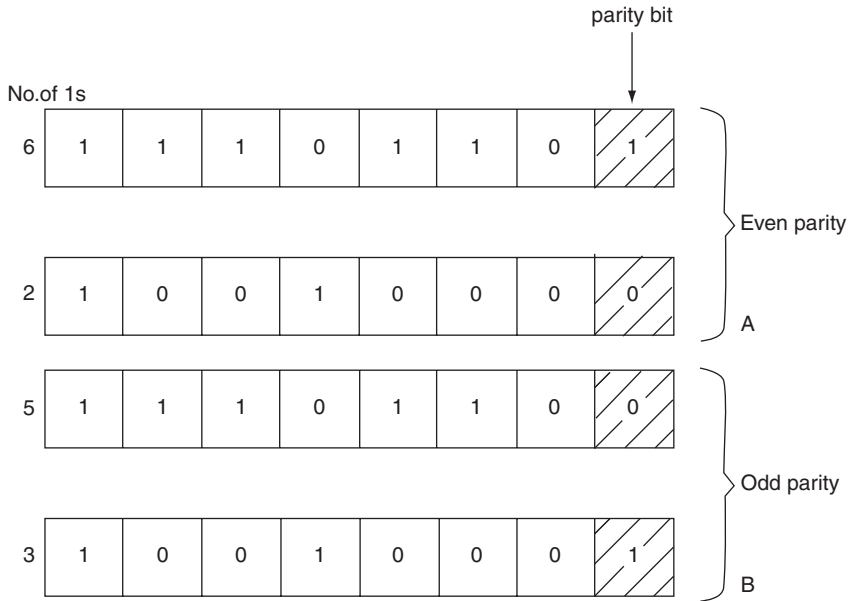 parity bit
No.of 1s
6 1 1 1 0 1 1 0 1
Even parity
2 1 0 0 1 0 0 0 0
A
5 1 1 1 0 1 1 0 0
Odd parity
3 1 0 0 1 0 0 0 1
B